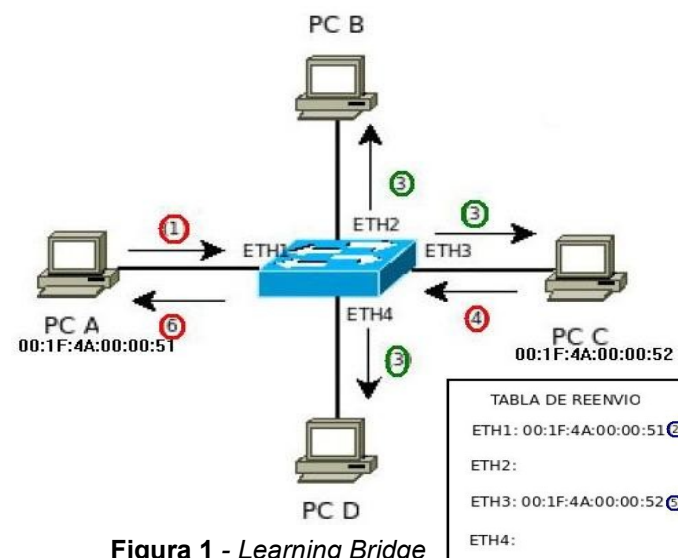 PC B
3
ETH2
3
1
ETH1
ETH3
PC A
00:1F:4A:00:00:51
6
ETH4
4
PC C
00:1F:4A:00:00:52
3
PC D
TABLA DE REENVIO
ETH1: 00:1F:4A:00:00:51 2
ETH2:
ETH3: 00:1F:4A:00:00:52 5
ETH4:
Figura 1 - Learning Bridge